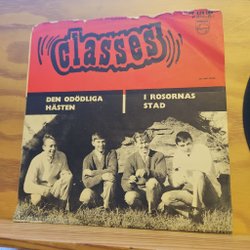 classes
DEN ODÖDLIGA
HÄSTEN
I ROSORNAS
STAD